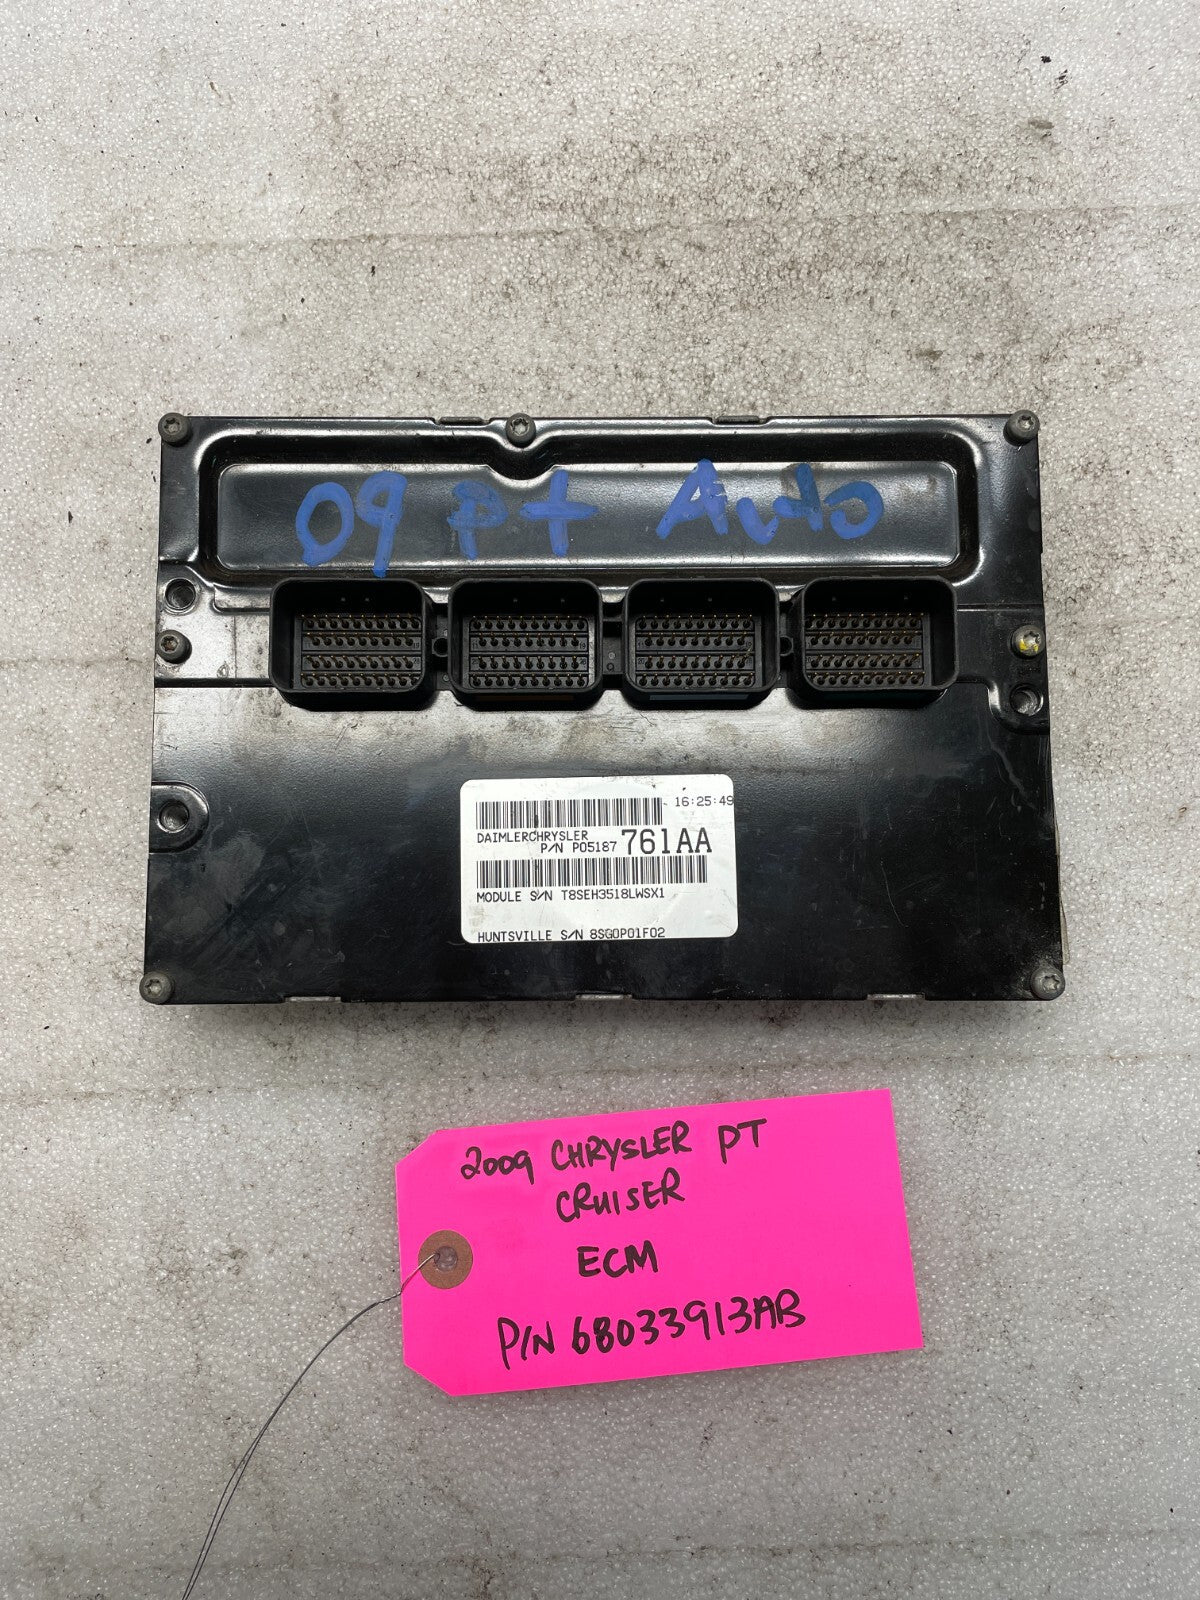 09 Pt Auto
16:25:49
DAIMLERCHRYSLER
P/N P05187 761AA
MODULE S/N T8SEH3518LWSX1
HUNTSVILLE S/N 8SG0P01F02
2009 CHRYSLER PT
CRUISER
ECM
P/N 68033913AB